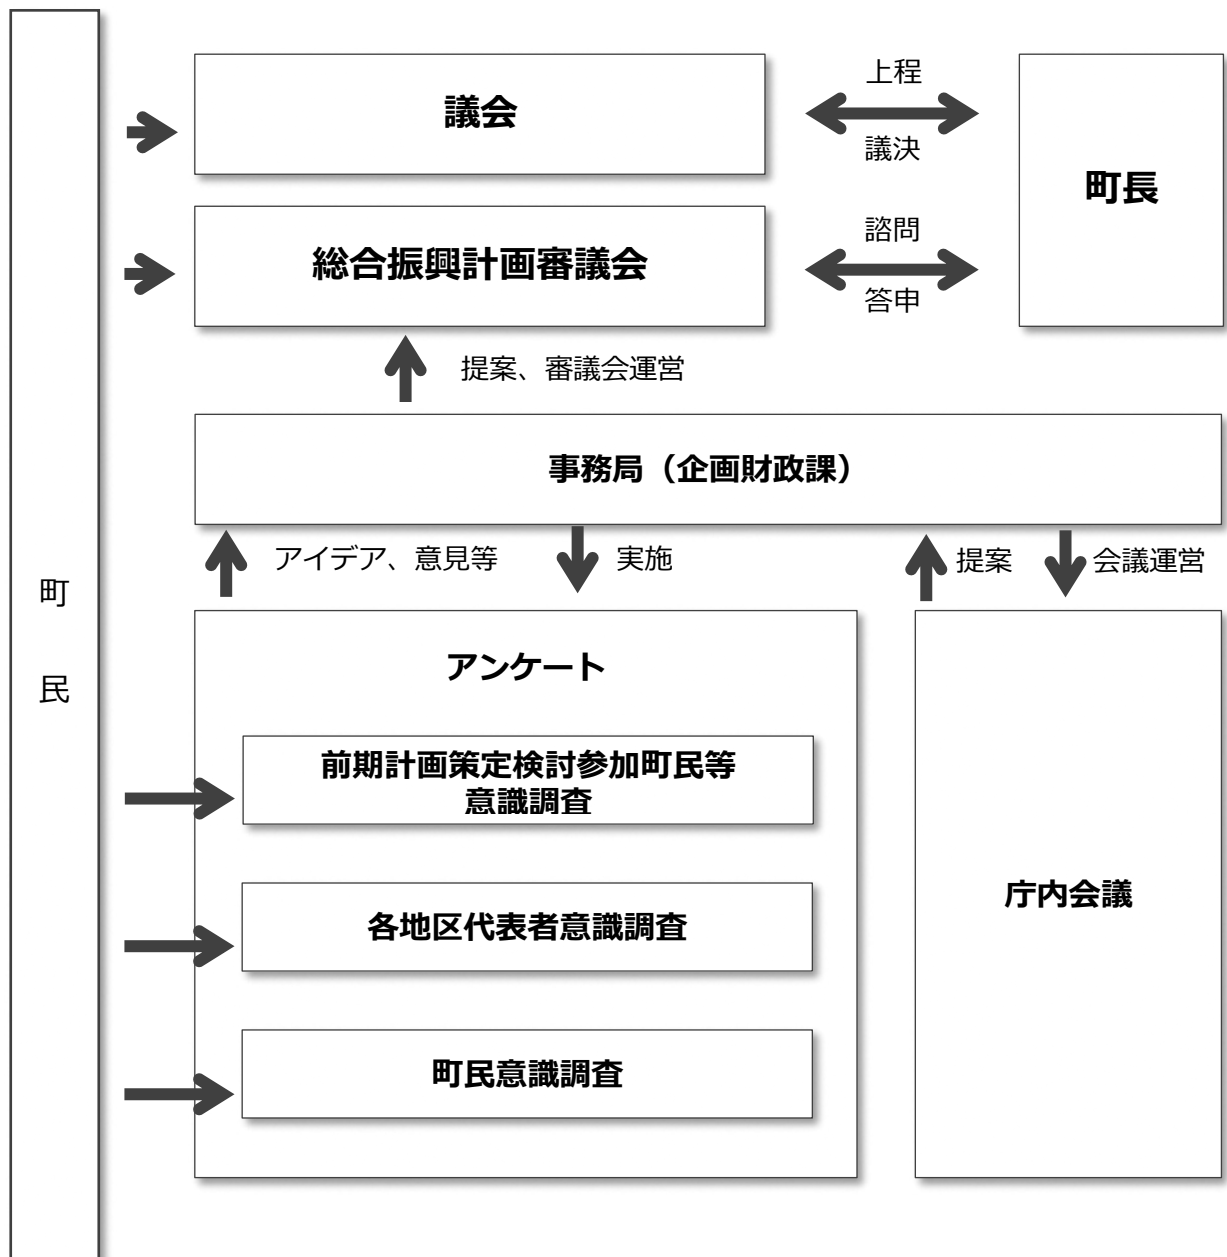 議会
上程
議決
町長
総合振興計画審議会
諮問
答申
提案、審議会運営
事務局（企画財政課）
アイデア、意見等
実施
提案
会議運営
町
民
アンケート
前期計画策定検討参加町民等
意識調査
各地区代表者意識調査
庁内会議
町民意識調査